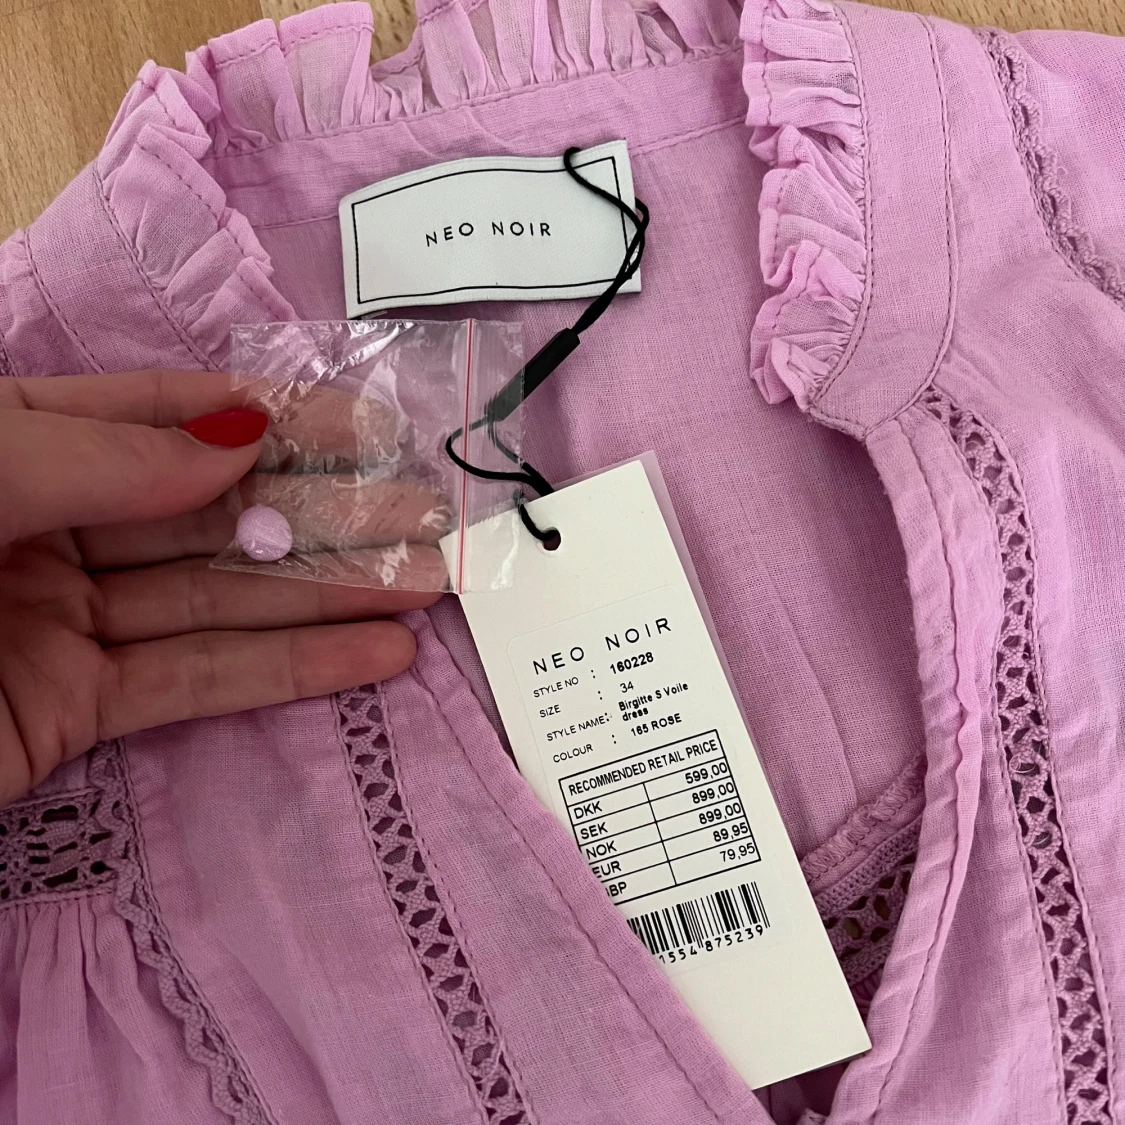 NEO NOIR
NEO NOIR
STYLE NO : 160228
SIZE : 34
STYLE NAME: Birgitte S Voile
dress
COLOUR : 165 ROSE
RECOMMENDED RETAIL PRICE
DKK 599,00
SEK 899,00
NOK 899,00
EUR 89,95
GBP 79,95
1554 875239